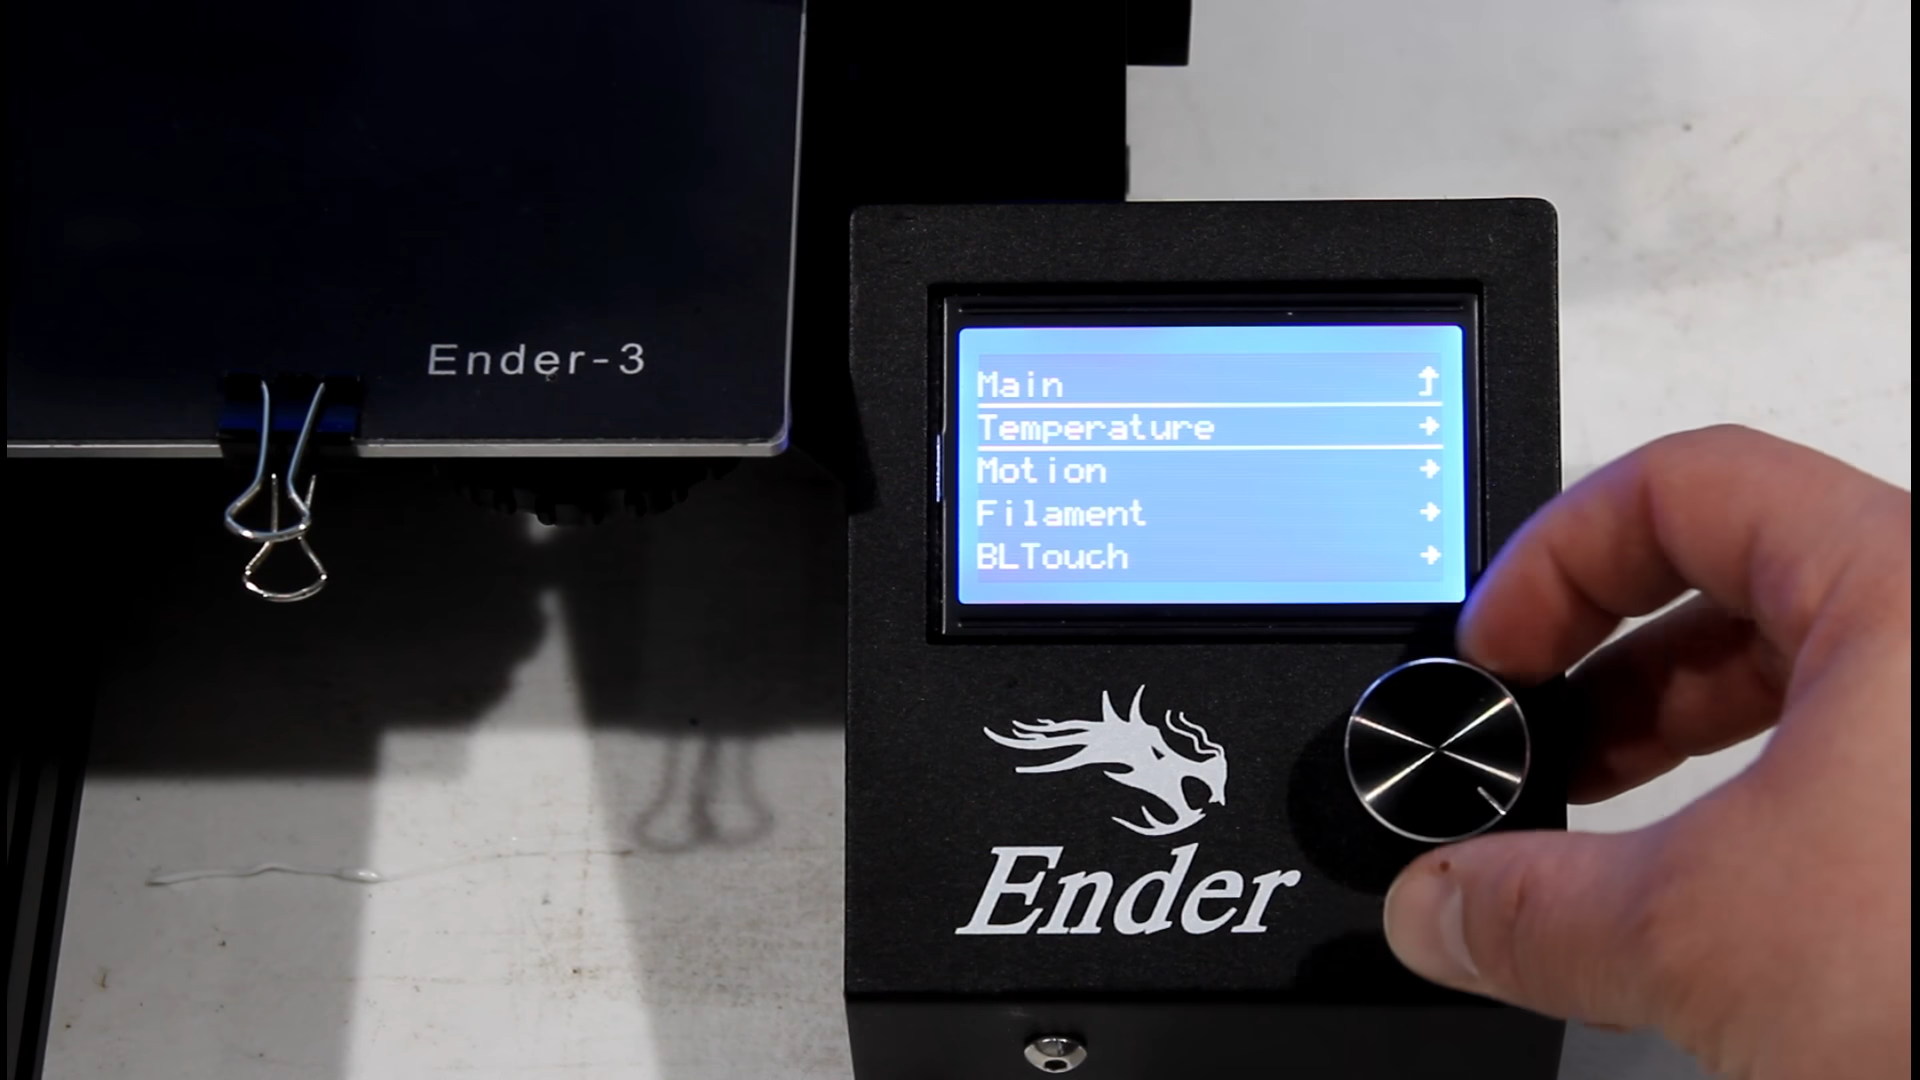 Ender-3
Main
Temperature
Motion
Filament
BLTouch
Ender